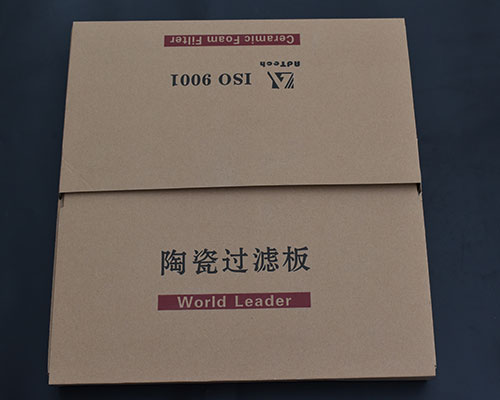 Ceramic Foam Filter
AdTech
ISO 9001
陶瓷过滤板
World Leader